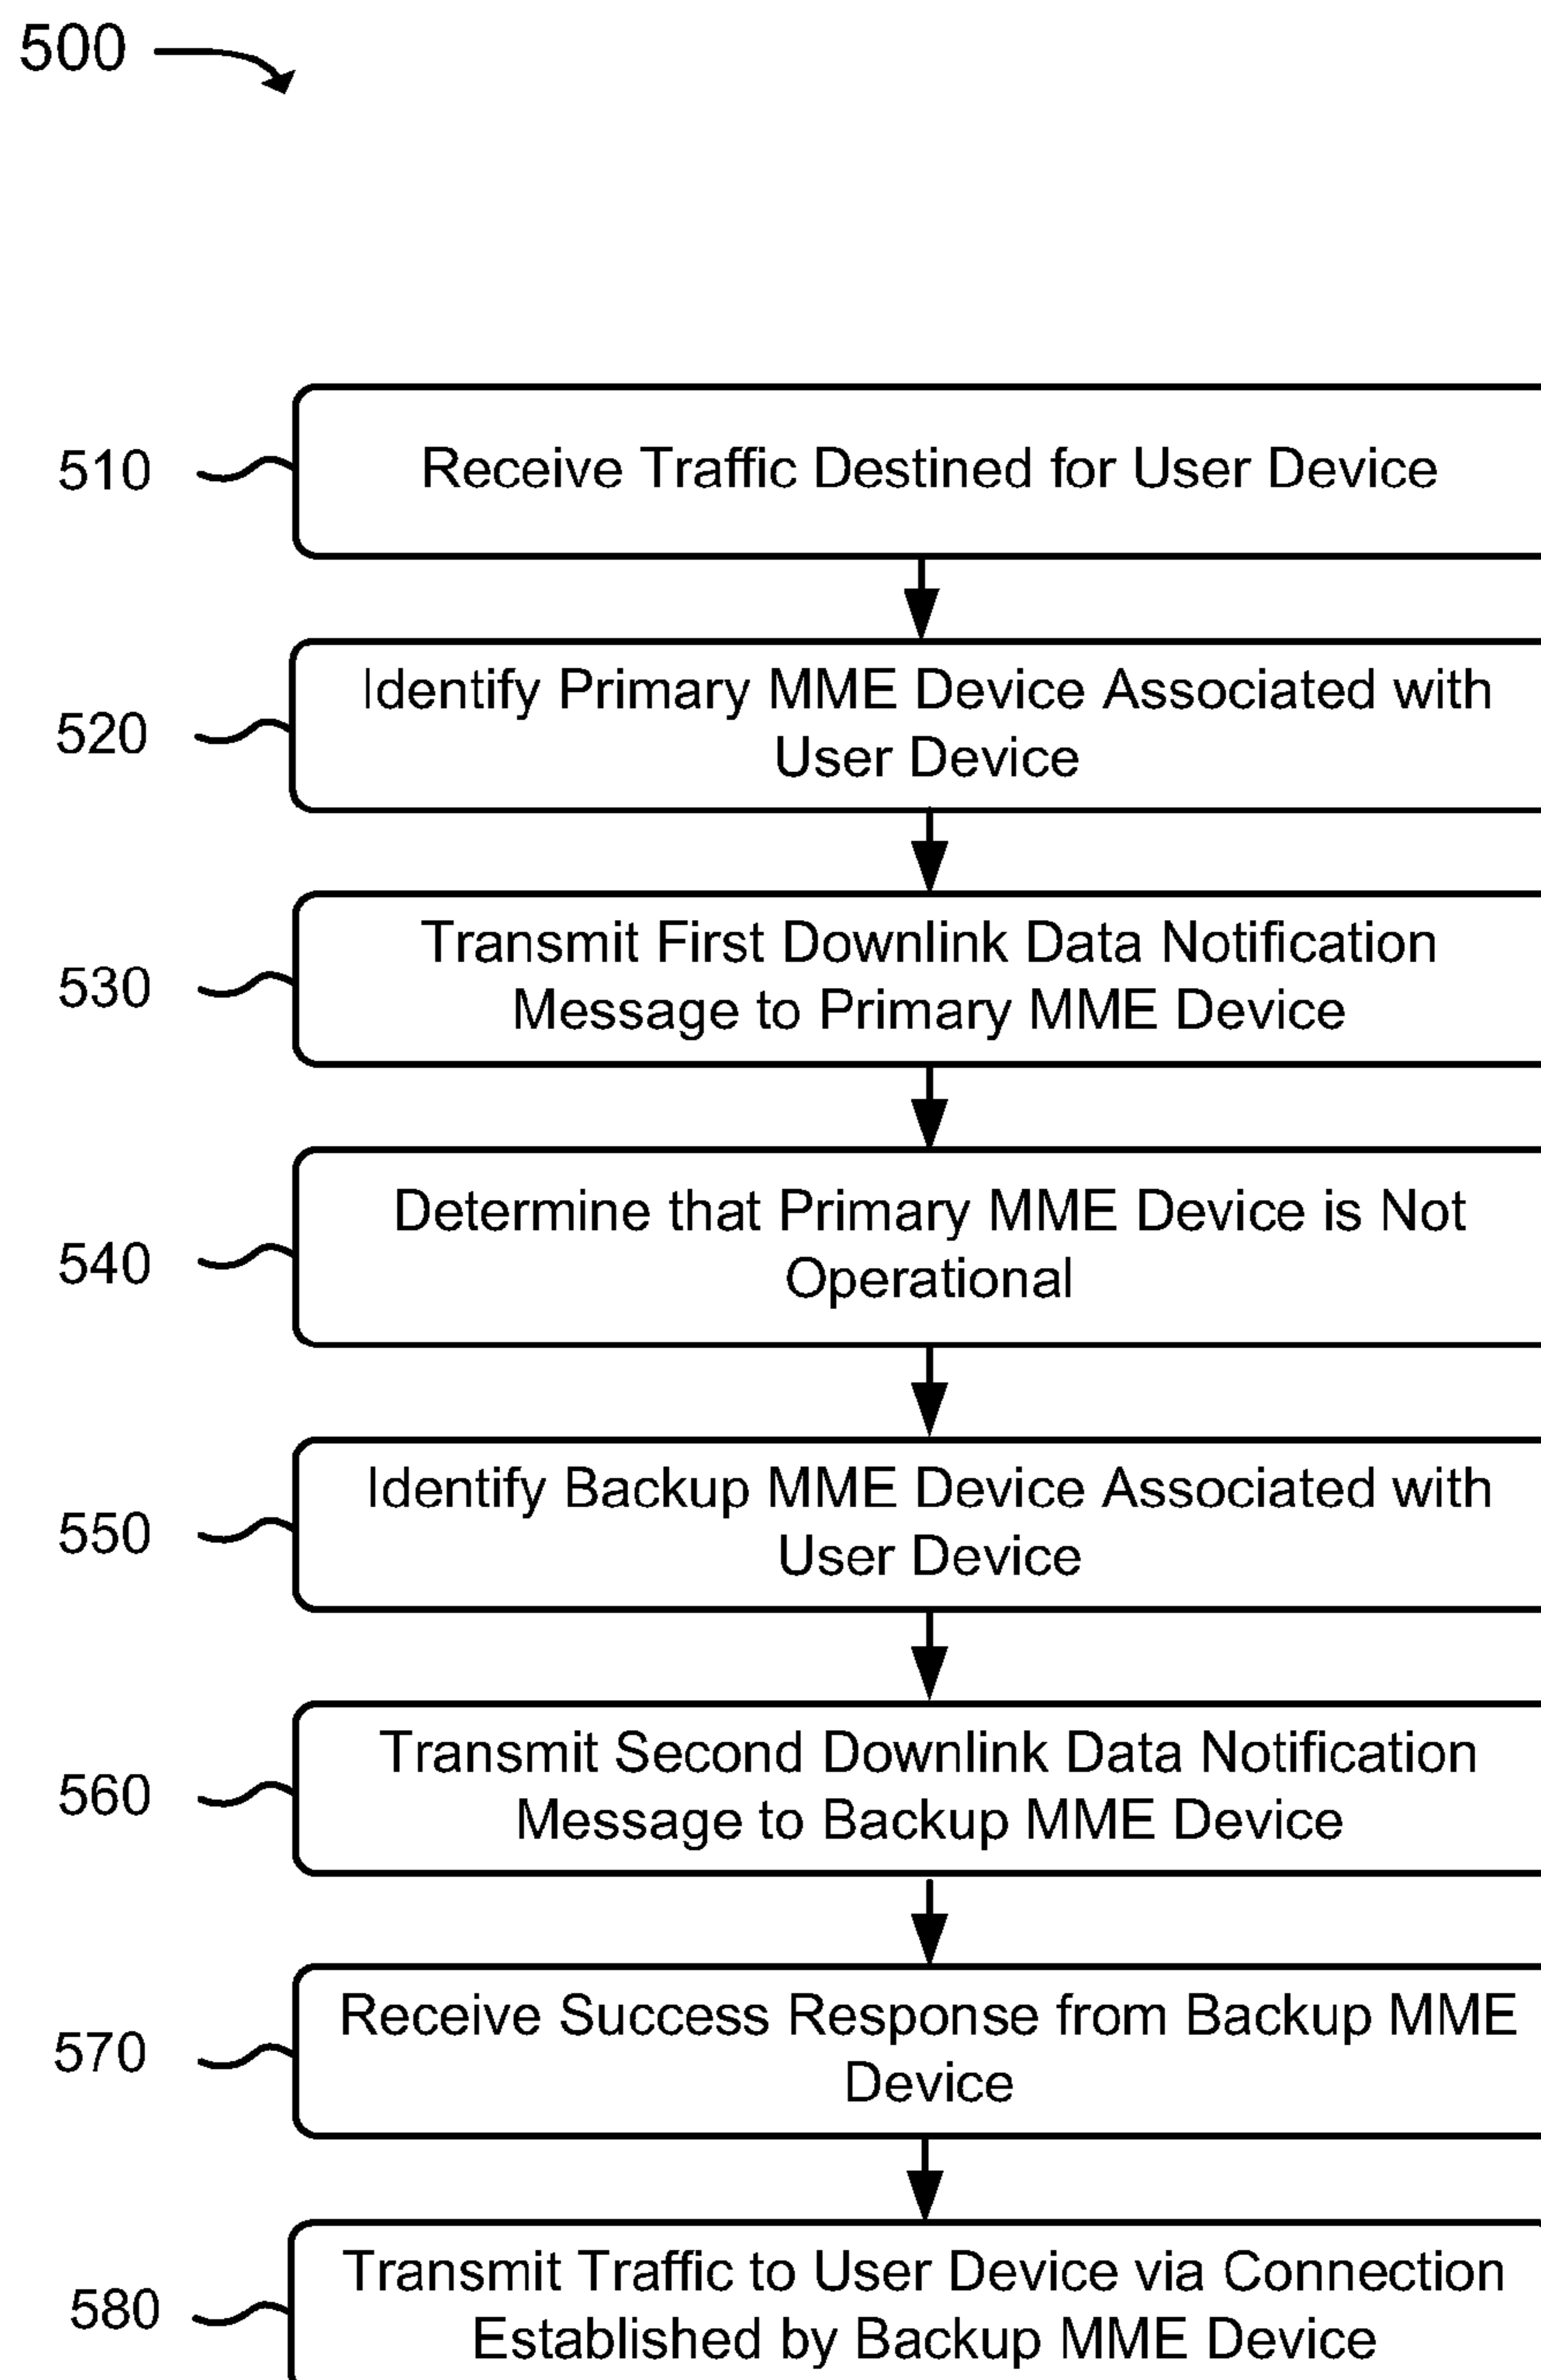 500
510
Receive Traffic Destined for User Device
520
Identify Primary MME Device Associated with
User Device
530
Transmit First Downlink Data Notification
Message to Primary MME Device
540
Determine that Primary MME Device is Not
Operational
550
Identify Backup MME Device Associated with
User Device
560
Transmit Second Downlink Data Notification
Message to Backup MME Device
570
Receive Success Response from Backup MME
Device
580
Transmit Traffic to User Device via Connection
Established by Backup MME Device